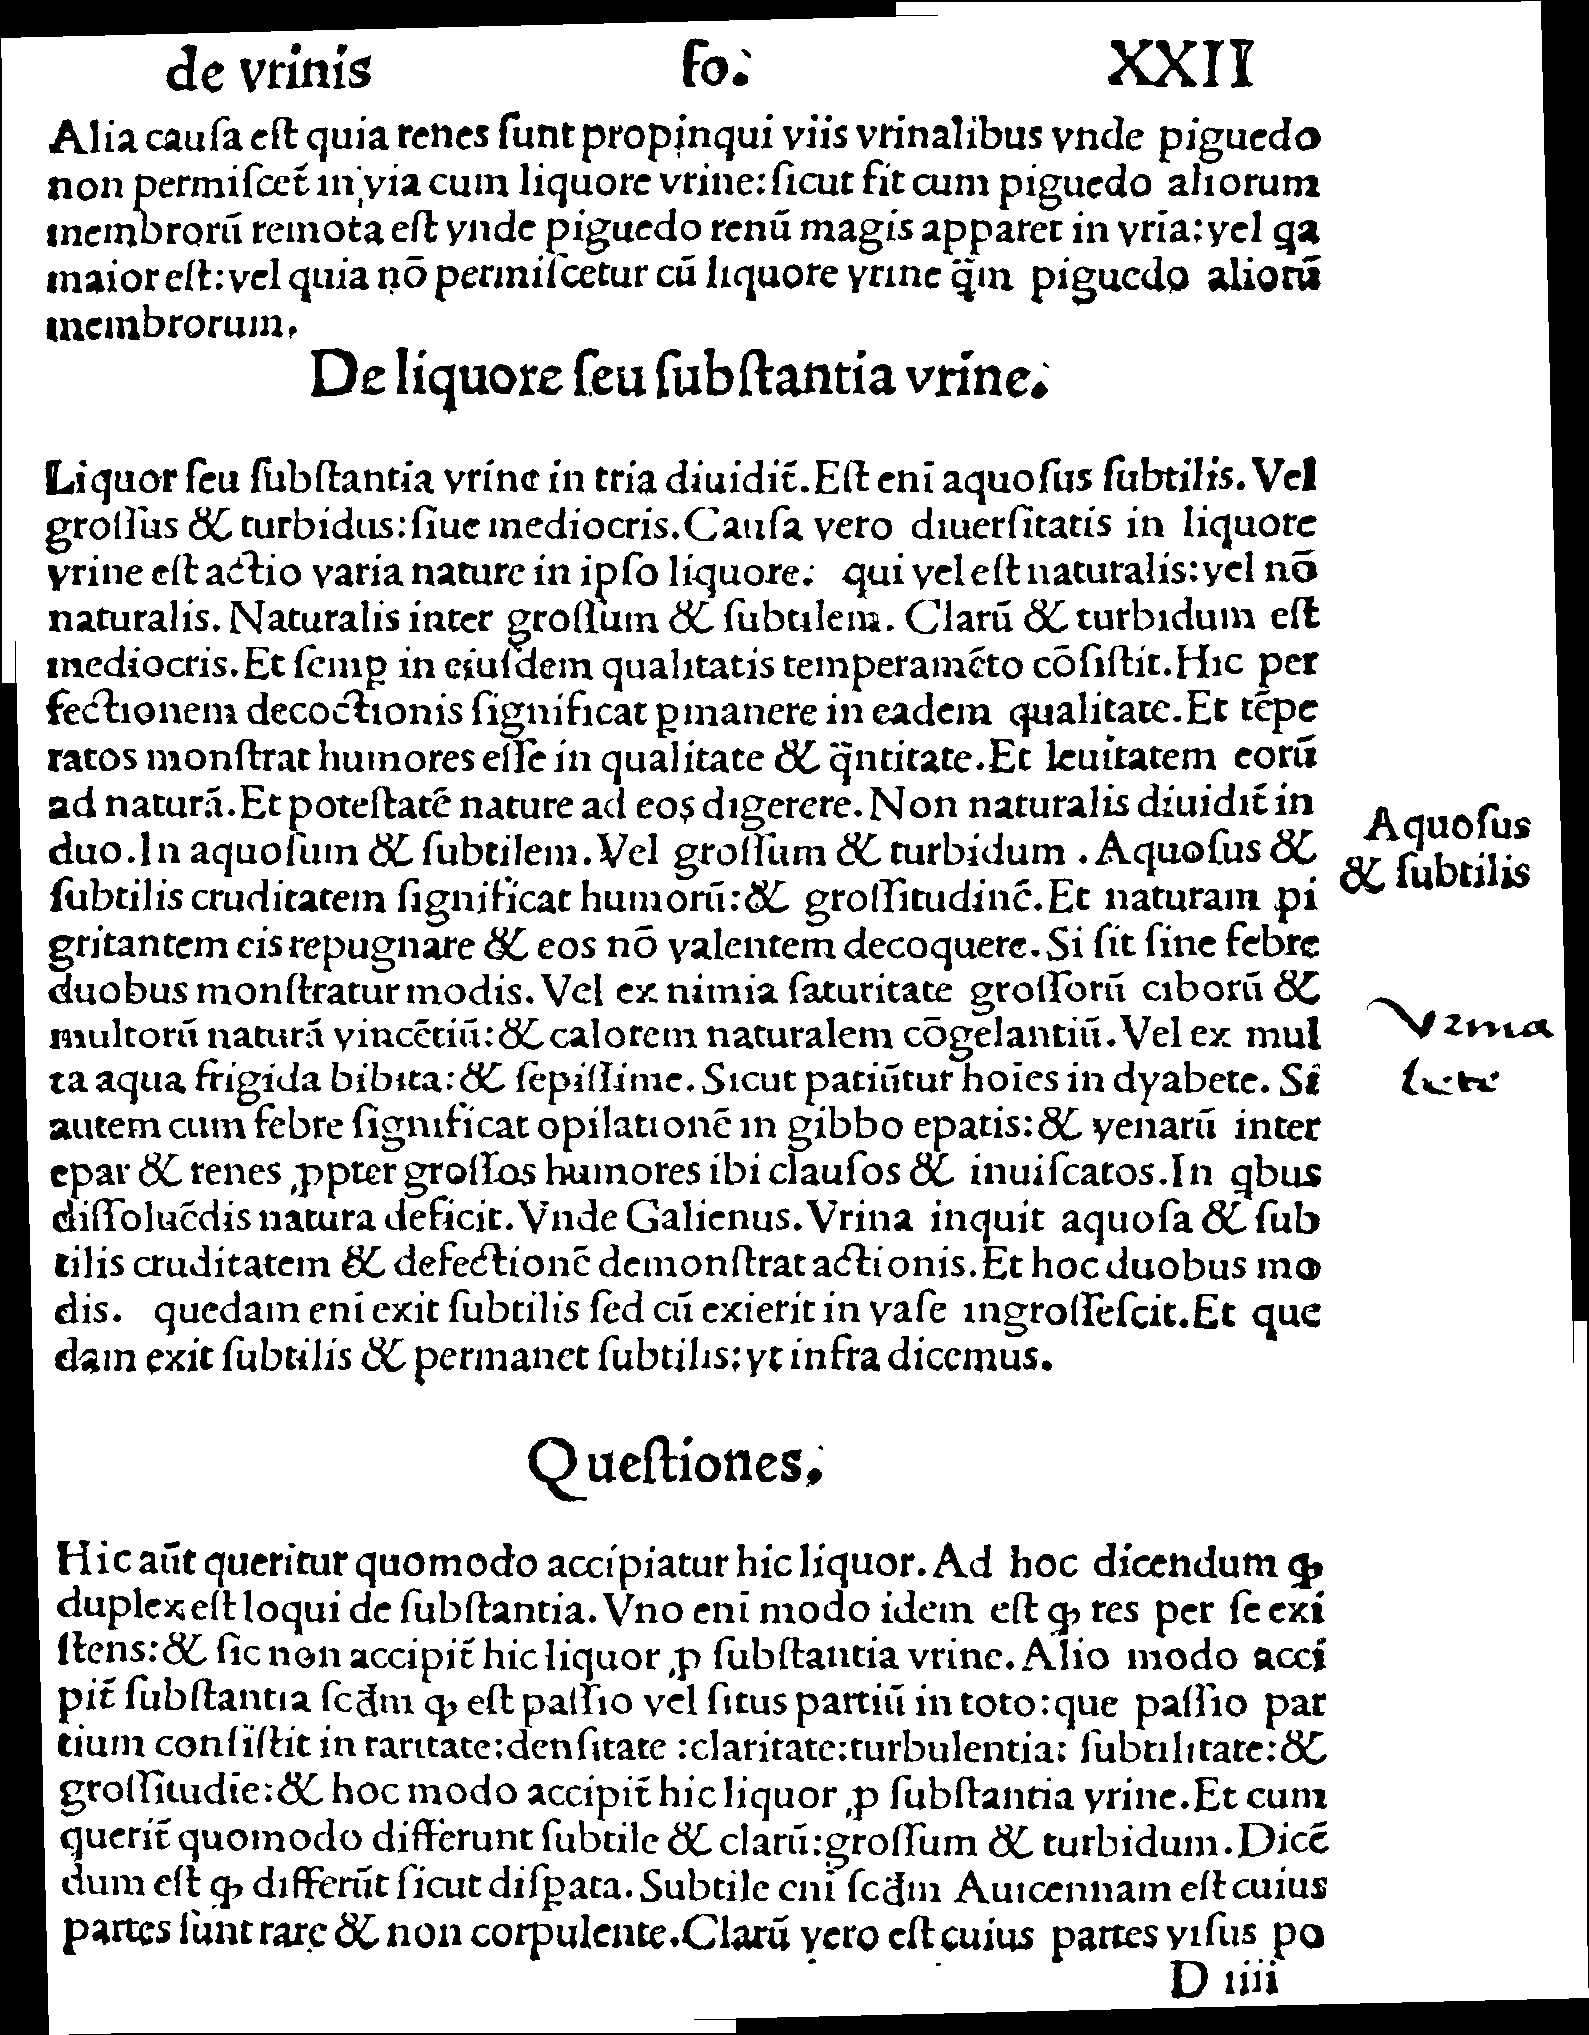 de vrinis fo. XXII
Alia cauſa eſt quia renes ſunt propinqui viis vrinalibus vnde piguedo
non permiſcet̃ in via cum liquore vrine: ſicut fit cum piguedo aliorum
membrorũ remota eſt vnde piguedo renũ magis apparet in vria: vel qa
maior eſt: vel quia nõ permiſcetur cũ liquore vrine q̃m piguedo aliorũ
membrorum.
De liquore ſeu ſubſtantia vrine.
Liquor ſeu ſubſtantia vrine in tria diuidit̃. Eſt enĩ aquoſus ſubtilis. Vel
groſſus & turbidus: ſiue mediocris. Cauſa vero diuerſitatis in liquore
vrine eſt actio varia nature in ipſo liquore: qui vel eſt naturalis: vel nõ
naturalis. Naturalis inter groſſum & ſubtilem. Clarũ & turbidum eſt
mediocris. Et ſemꝑ in eiuſdem qualitatis temperamẽto cõſiſtit. Hic per
fectionem decoctionis ſignificat ꝑmanere in eadem qualitate. Et tẽpe
ratos monſtrat humores eſſe in qualitate & q̃ntitate. Et leuitatem eorũ
ad naturã. Et poteſtatẽ nature ad eos digerere. Non naturalis diuidit̃ in
duo. In aquoſum & ſubtilem. Vel groſſum & turbidum. Aquoſus &
ſubtilis cruditatem ſignificat humorũ: & groſſitudinẽ. Et naturam pi
gritantem eis repugnare & eos nõ valentem decoquere. Si ſit ſine febre
duobus monſtratur modis. Vel ex nimia ſaturitate groſſorũ ciborũ &
multorũ naturã vincẽtiũ: & calorem naturalem cõgelantiũ. Vel ex mul
ta aqua frigida bibita: & ſepiſſime. Sicut patiũtur hoĩes in dyabete. Si
autem cum febre ſignificat opilationẽ in gibbo epatis: & venarũ inter
epar & renes ꝓpter groſſos humores ibi clauſos & inuiſcatos. In qbus
diſſoluẽdis natura deficit. Vnde Galienus. Vrina inquit aquoſa & ſub
tilis cruditatem & defectionẽ demonſtrat actionis. Et hoc duobus mo
dis. quedam enĩ exit ſubtilis ſed cũ exierit in vaſe ingroſſeſcit. Et que
dam exit ſubtilis & permanet ſubtilis: vt infra dicemus.
Aquoſus
& ſubtilis
Queſtiones.
Hic aũt queritur quomodo accipiatur hic liquor. Ad hoc dicendum ꝙ
duplex eſt loqui de ſubſtantia. Vno enĩ modo idem eſt ꝙ res per ſe exi
ſtens: & ſic non accipit̃ hic liquor ꝓ ſubſtantia vrine. Alio modo acci
pit̃ ſubſtantia ſcd̃m ꝙ eſt paſſio vel ſitus partiũ in toto: que paſſio par
tium conſiſtit in raritate: denſitate: claritate: turbulentia: ſubtilitate: &
groſſitudĩe: & hoc modo accipit̃ hic liquor ꝓ ſubſtantia vrine. Et cum
querit̃ quomodo differunt ſubtile & clarũ: groſſum & turbidum. Dicẽ
dum eſt ꝙ differũt ſicut diſꝑata. Subtile enĩ ſcd̃m Auicennam eſt cuius
partes ſunt rare & non corpulente. Clarũ vero eſt cuius partes viſus po
D iiii